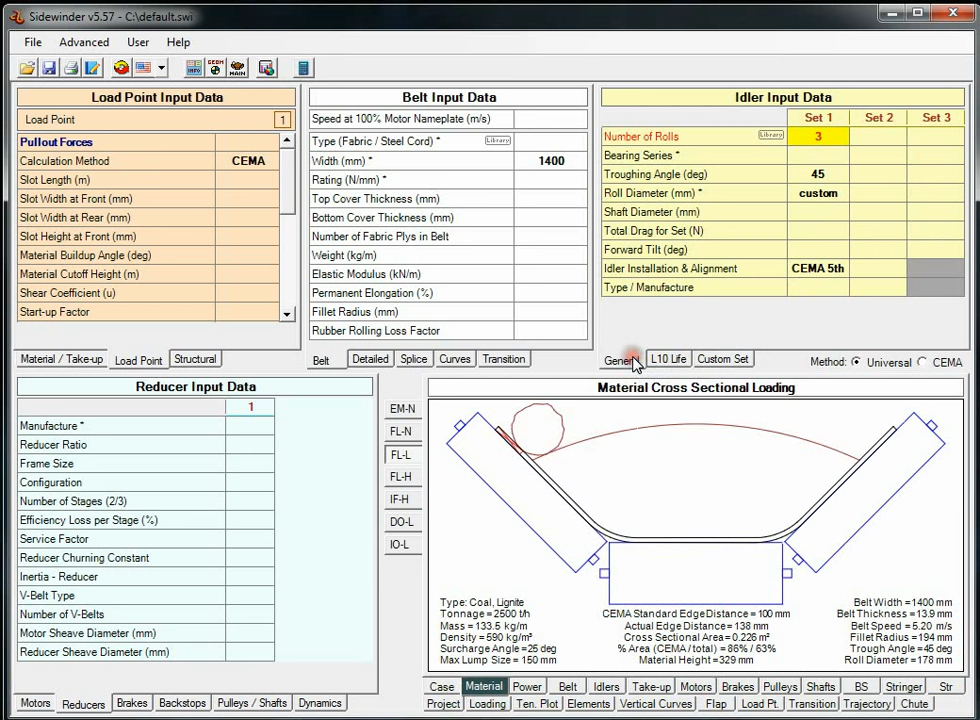 Sidewinder v5.57 - C:\default.swi
File Advanced User Help
Load Point Input Data
Load Point 1
Pullout Forces
Calculation Method CEMA
Slot Length (m)
Slot Width at Front (mm)
Slot Width at Rear (mm)
Slot Height at Front (mm)
Material Buildup Angle (deg)
Material Cutoff Height (m)
Shear Coefficient (u)
Start-up Factor
Material / Take-up Load Point Structural
Belt Input Data
Speed at 100% Motor Nameplate (m/s)
Type (Fabric / Steel Cord) * Library
Width (mm) * 1400
Rating (N/mm) *
Top Cover Thickness (mm)
Bottom Cover Thickness (mm)
Number of Fabric Plys in Belt
Weight (kg/m)
Elastic Modulus (kN/m)
Permanent Elongation (%)
Fillet Radius (mm)
Rubber Rolling Loss Factor
Belt Detailed Splice Curves Transition
Idler Input Data
Set 1 Set 2 Set 3
Number of Rolls Library 3
Bearing Series *
Troughing Angle (deg) 45
Roll Diameter (mm) * custom
Shaft Diameter (mm)
Total Drag for Set (N)
Forward Tilt (deg)
Idler Installation & Alignment CEMA 5th
Type / Manufacture
General L10 Life Custom Set Method: Universal CEMA
Reducer Input Data
1
Manufacture *
Reducer Ratio
Frame Size
Configuration
Number of Stages (2/3)
Efficiency Loss per Stage (%)
Service Factor
Reducer Churning Constant
Inertia - Reducer
V-Belt Type
Number of V-Belts
Motor Sheave Diameter (mm)
Reducer Sheave Diameter (mm)
Motors Reducers Brakes Backstops Pulleys / Shafts Dynamics
EM-N
FL-N
FL-L
FL-H
IF-H
DO-L
IO-L
Material Cross Sectional Loading
Type: Coal, Lignite
Tonnage = 2500 t/h
Mass = 133.5 kg/m
Density = 590 kg/m³
Surcharge Angle = 25 deg
Max Lump Size = 150 mm
CEMA Standard Edge Distance = 100 mm
Actual Edge Distance = 138 mm
Cross Sectional Area = 0.226 m²
% Area (CEMA / total) = 86% / 63%
Material Height = 329 mm
Belt Width = 1400 mm
Belt Thickness = 13.9 mm
Belt Speed = 5.20 m/s
Fillet Radius = 194 mm
Trough Angle = 45 deg
Roll Diameter = 178 mm
Case Material Power Belt Idlers Take-up Motors Brakes Pulleys Shafts BS Stringer Str
Project Loading Ten. Plot Elements Vertical Curves Flap Load Pt. Transition Trajectory Chute